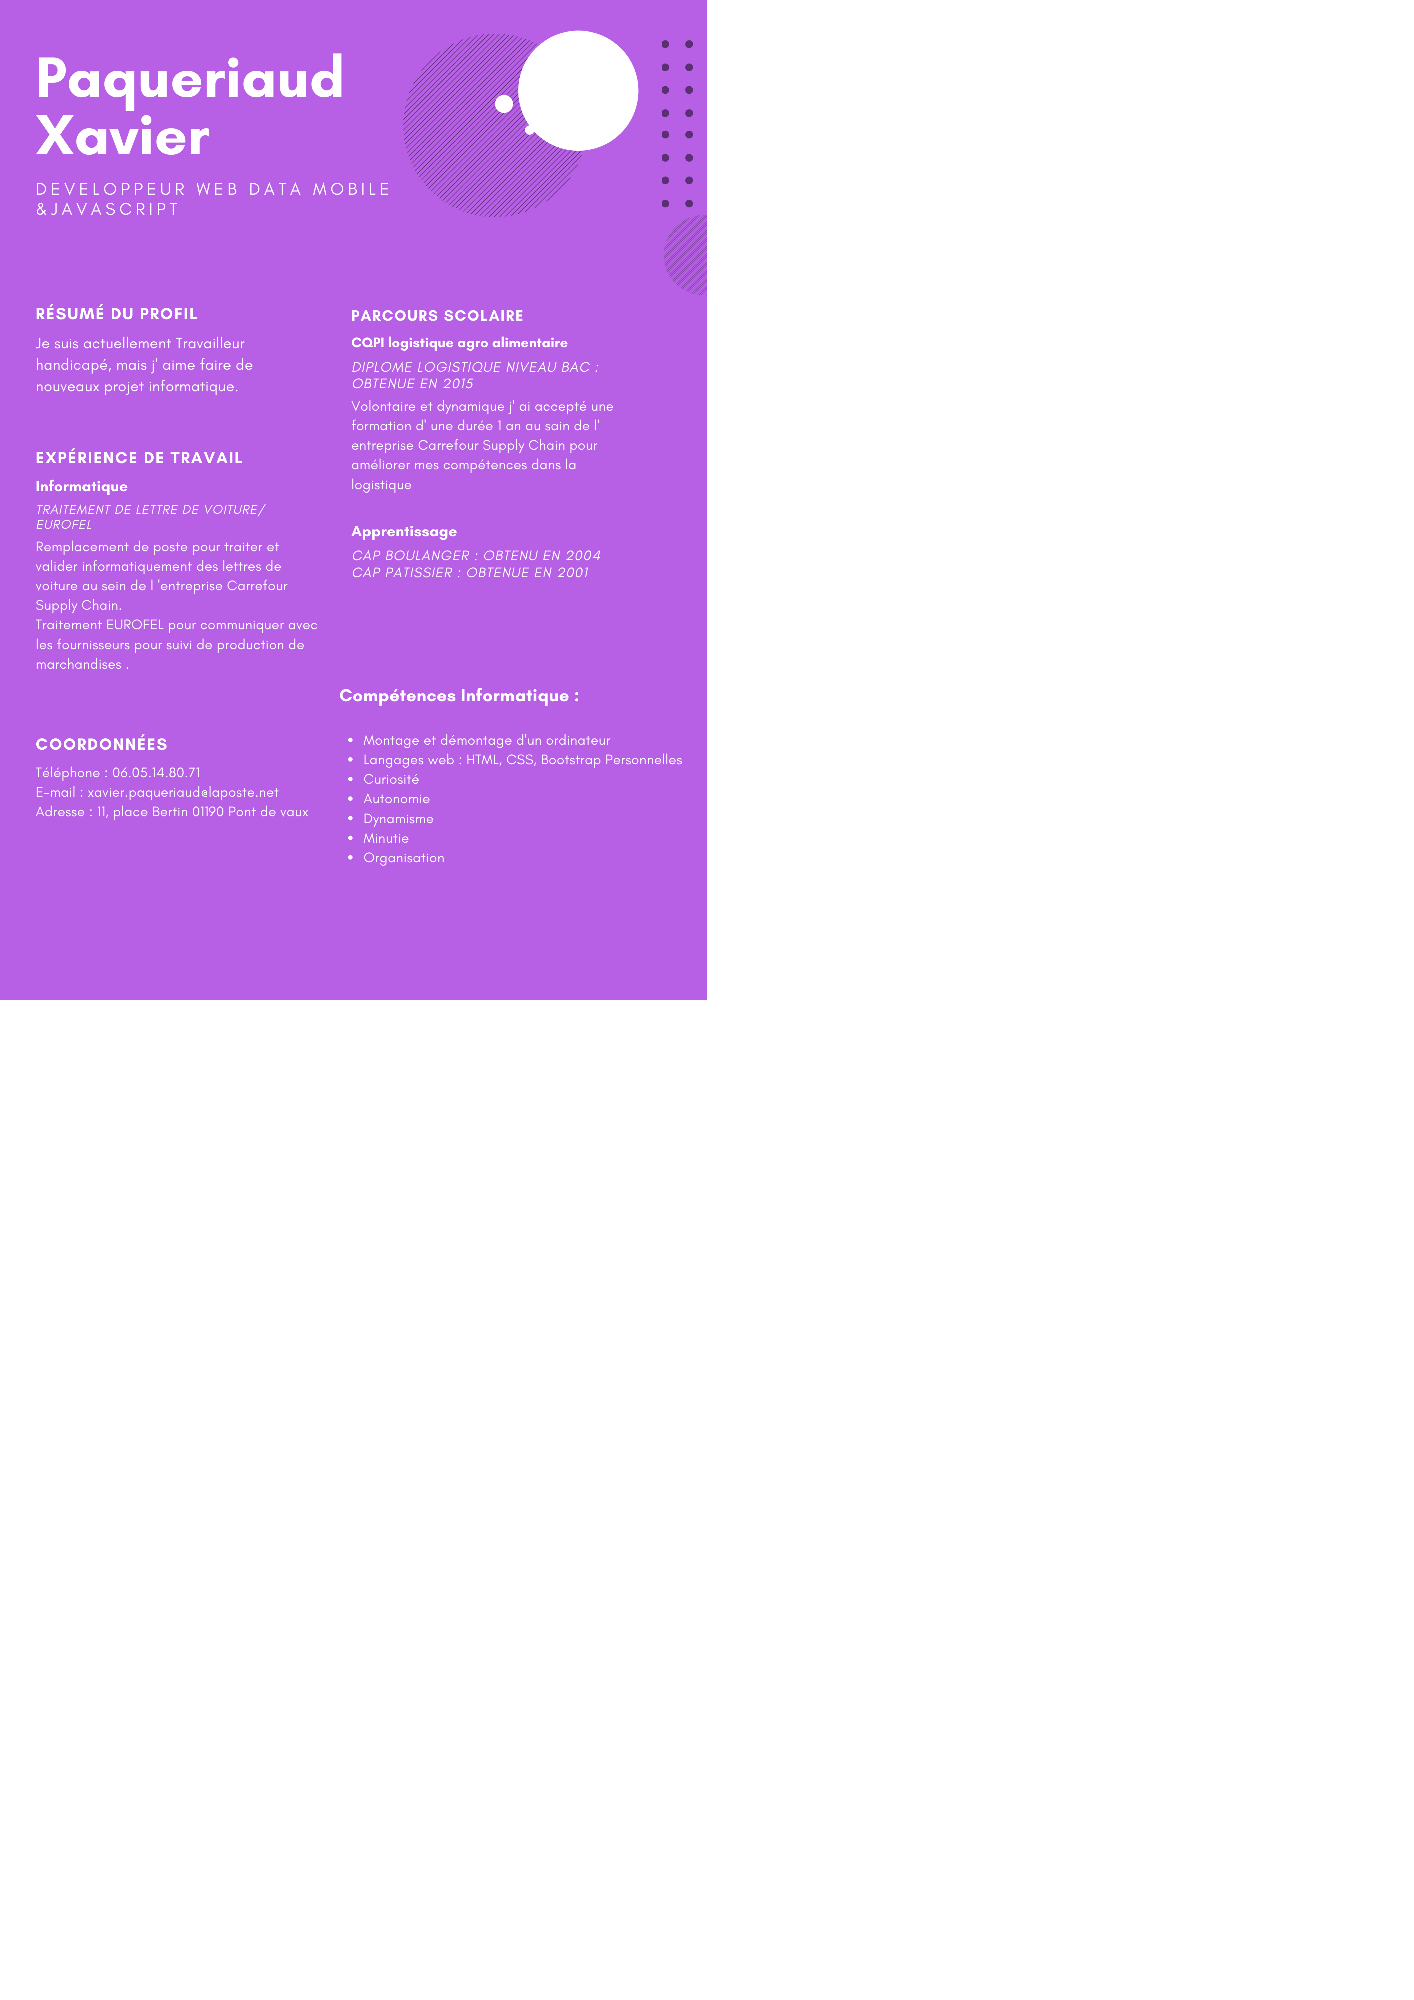 Paqueriaud
Xavier
DEVELOPPEUR WEB DATA MOBILE
&JAVASCRIPT
RÉSUMÉ DU PROFIL
Je suis actuellement Travailleur
handicapé, mais j' aime faire de
nouveaux projet informatique.
EXPÉRIENCE DE TRAVAIL
Informatique
TRAITEMENT DE LETTRE DE VOITURE/
EUROFEL
Remplacement de poste pour traiter et
valider informatiquement des lettres de
voiture au sein de l 'entreprise Carrefour
Supply Chain.
Traitement EUROFEL pour communiquer avec
les fournisseurs pour suivi de production de
marchandises .
COORDONNÉES
Téléphone : 06.05.14.80.71
E-mail : xavier.paqueriaud@laposte.net
Adresse : 11, place Bertin 01190 Pont de vaux
PARCOURS SCOLAIRE
CQPI logistique agro alimentaire
DIPLOME LOGISTIQUE NIVEAU BAC :
OBTENUE EN 2015
Volontaire et dynamique j' ai accepté une
formation d' une durée 1 an au sain de l'
entreprise Carrefour Supply Chain pour
améliorer mes compétences dans la
logistique
Apprentissage
CAP BOULANGER : OBTENU EN 2004
CAP PATISSIER : OBTENUE EN 2001
Compétences Informatique :
• Montage et démontage d'un ordinateur
• Langages web : HTML, CSS, Bootstrap Personnelles
• Curiosité
• Autonomie
• Dynamisme
• Minutie
• Organisation